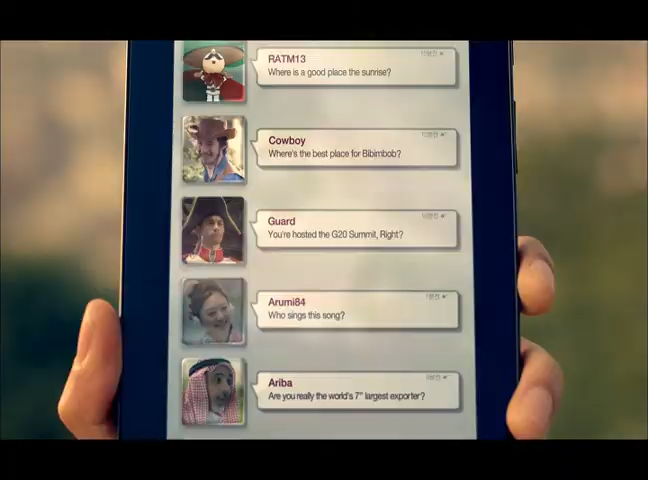 RATM13
Where is a good place the sunrise?
Cowboy
Where's the best place for Bibimbob?
Guard
You're hosted the G20 Summit, Right?
Arumi84
Who sings this song?
Ariba
Are you really the world's 7" largest exporter?